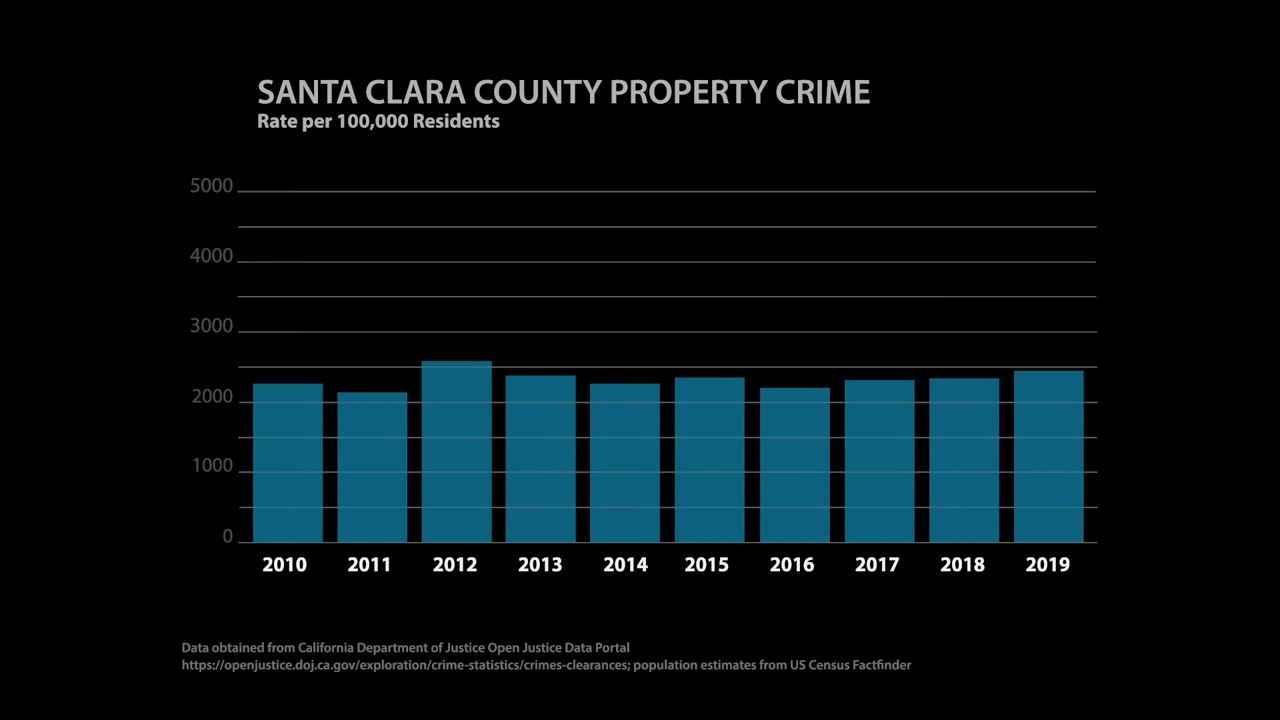 SANTA CLARA COUNTY PROPERTY CRIME
Rate per 100,000 Residents
5000
4000
3000
2000
1000
0
2010 2011 2012 2013 2014 2015 2016 2017 2018 2019
Data obtained from California Department of Justice Open Justice Data Portal
https://openjustice.doj.ca.gov/exploration/crime-statistics/crimes-clearances; population estimates from US Census Factfinder